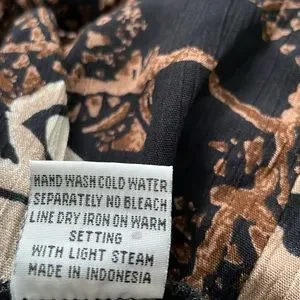 HAND WASH COLD WATER
SEPARATELY NO BLEACH
LINE DRY IRON ON WARM
SETTING
WITH LIGHT STEAM
MADE IN INDONESIA